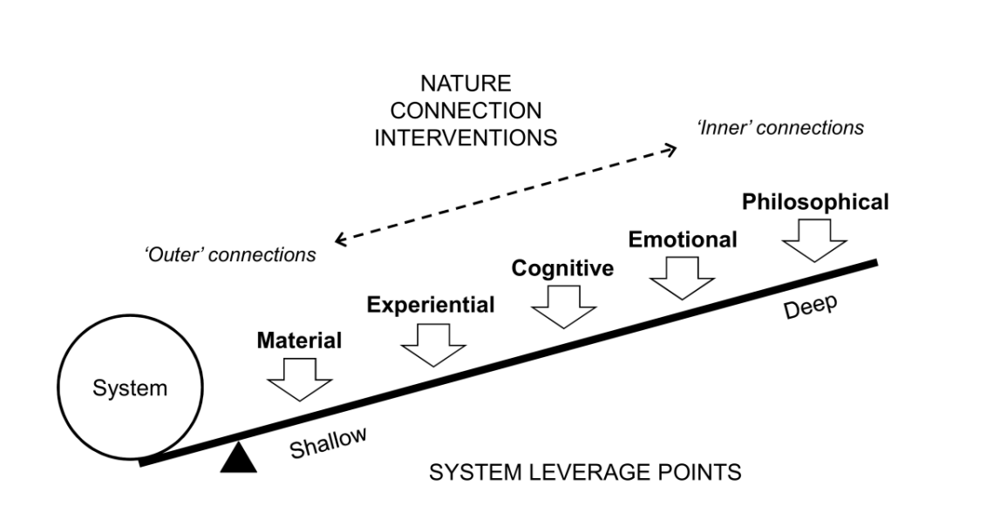 NATURE
CONNECTION
INTERVENTIONS
‘Inner’ connections
‘Outer’ connections
Philosophical
Emotional
Cognitive
Experiential
Material
System
Deep
Shallow
SYSTEM LEVERAGE POINTS